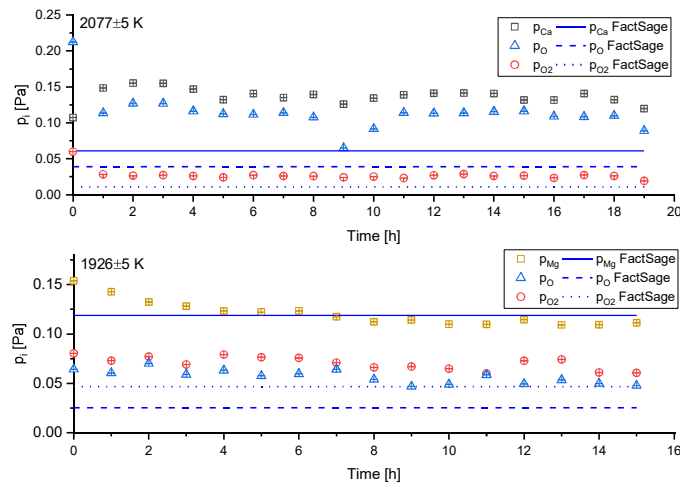 2077±5 K
p_Ca p_Ca FactSage
p_O p_O FactSage
p_O2 p_O2 FactSage
p_i [Pa]
0.25
0.20
0.15
0.10
0.05
0.00
0 2 4 6 8 10 12 14 16 18 20
Time [h]
1926±5 K
p_Mg p_Mg FactSage
p_O p_O FactSage
p_O2 p_O2 FactSage
p_i [Pa]
0.15
0.10
0.05
0.00
0 2 4 6 8 10 12 14 16
Time [h]